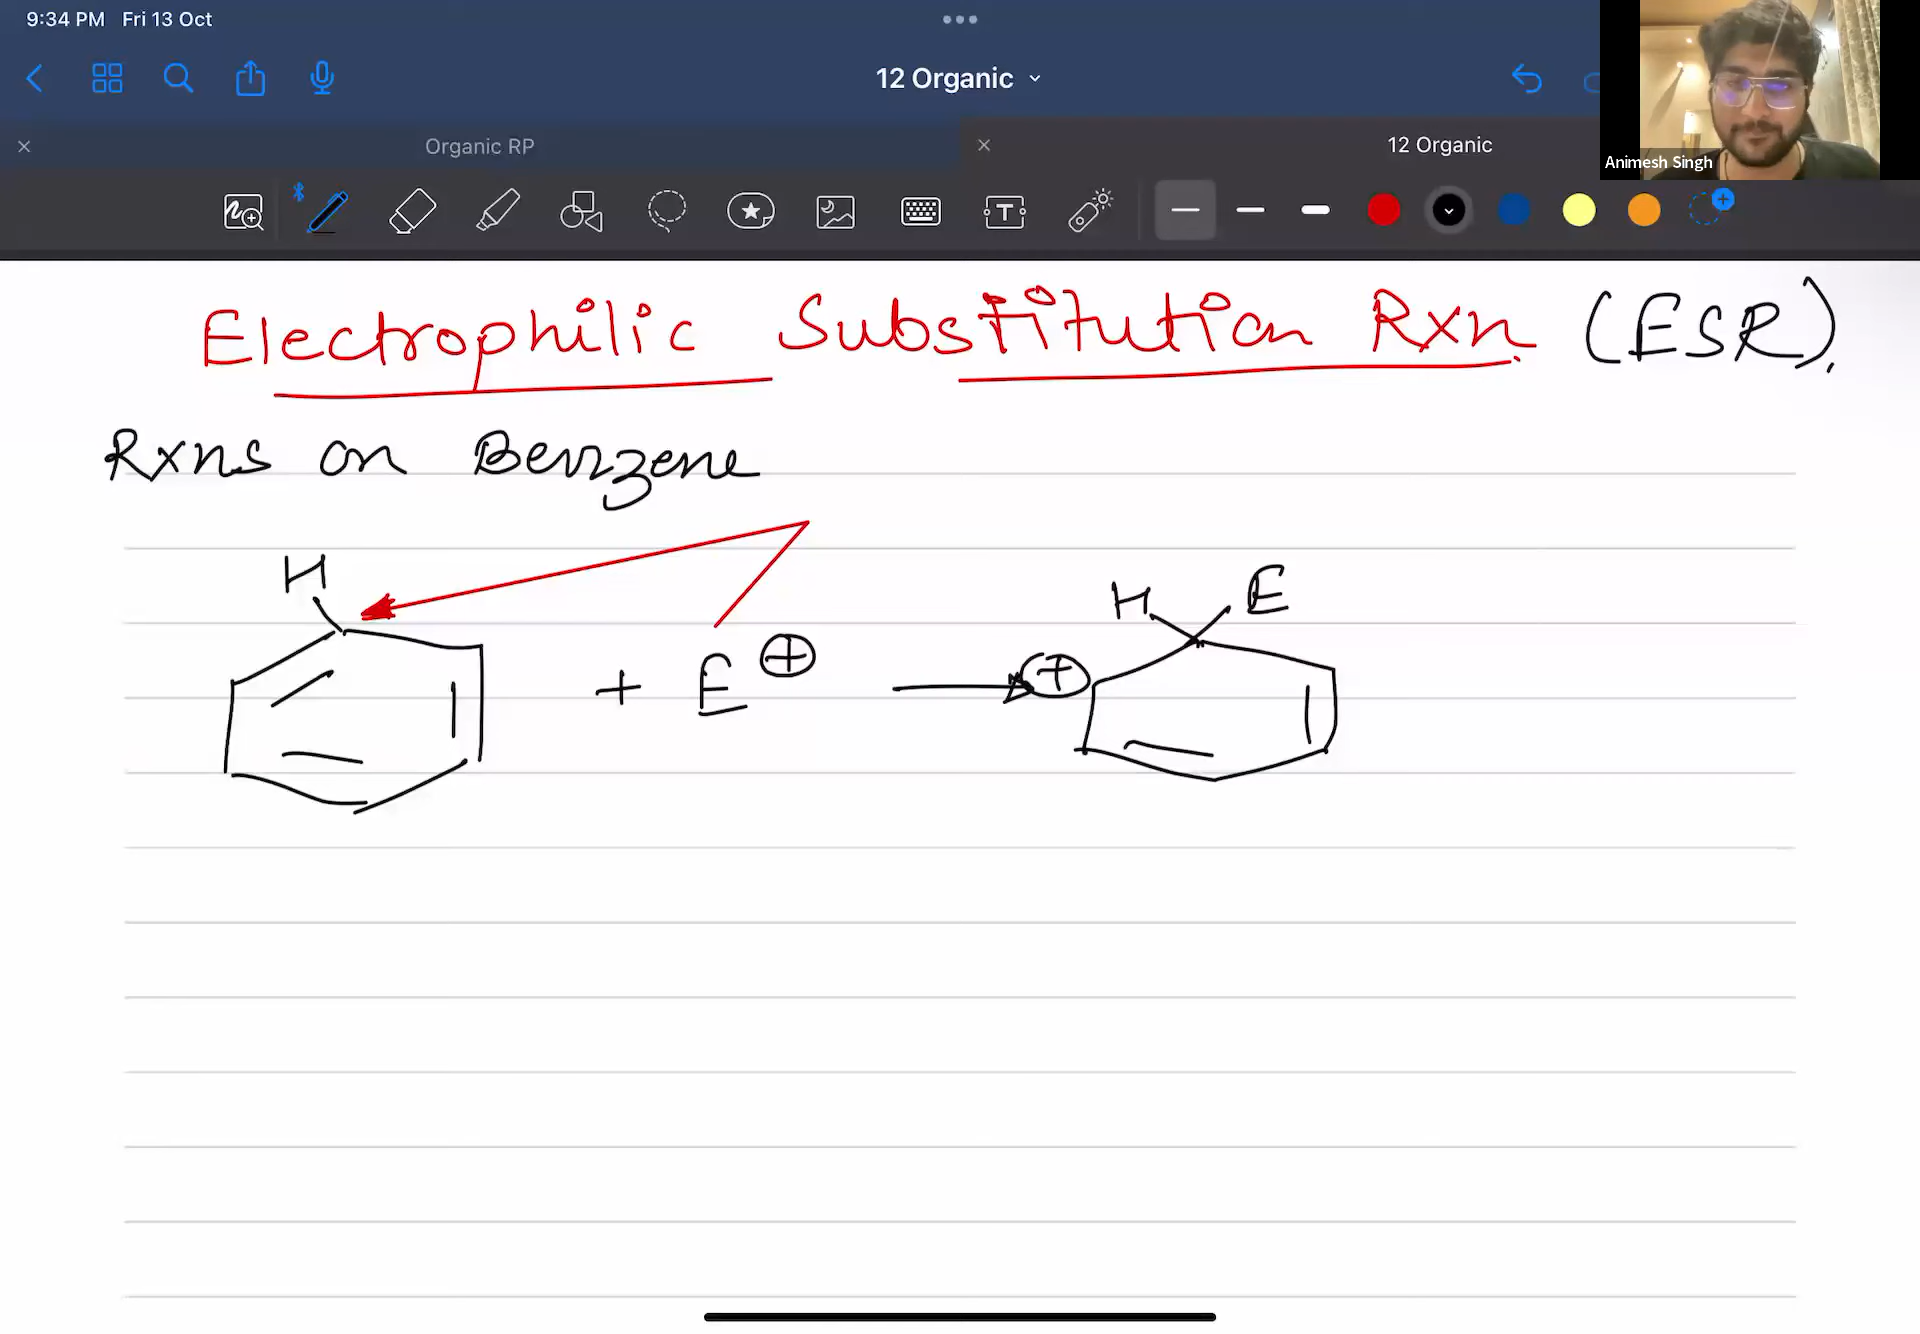 9:34 PM Fri 13 Oct
12 Organic
Organic RP
12 Organic
Animesh Singh
T
Electrophilic Substitution Rxn. (ESR).
Rxns on Benzene
H
+ E ⊕
⊕
H E